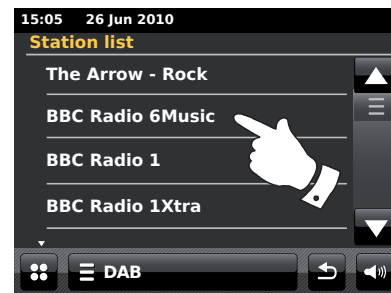 15:05 26 Jun 2010
Station list
The Arrow - Rock
BBC Radio 6Music
BBC Radio 1
BBC Radio 1Xtra
DAB